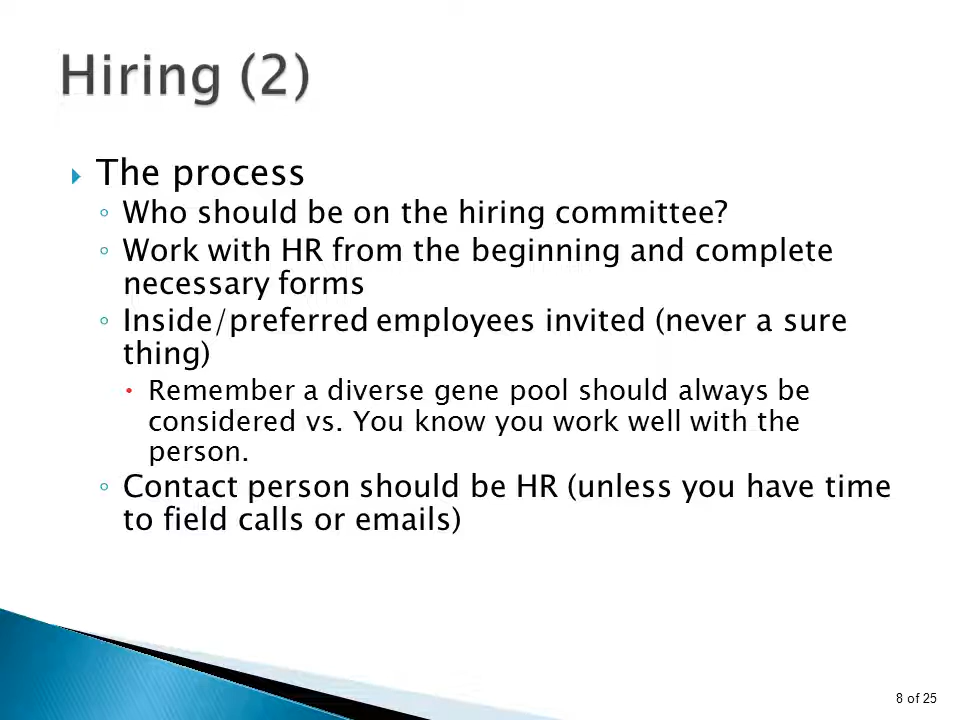 Hiring (2)
The process
Who should be on the hiring committee?
Work with HR from the beginning and complete
necessary forms
Inside/preferred employees invited (never a sure
thing)
Remember a diverse gene pool should always be
considered vs. You know you work well with the
person.
Contact person should be HR (unless you have time
to field calls or emails)
8 of 25